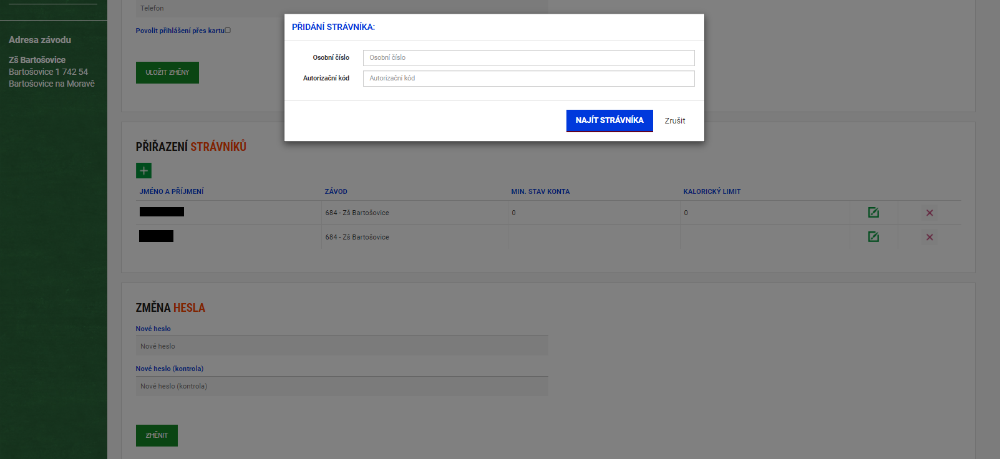 Adresa závodu
Zš Bartošovice
Bartošovice 1 742 54
Bartošovice na Moravě
Telefon
Povolit přihlášení přes kartu
ULOŽIT ZMĚNY
PŘIDÁNÍ STRÁVNÍKA:
Osobní číslo Osobní číslo
Autorizační kód Autorizační kód
NAJÍT STRÁVNÍKA Zrušit
PŘIŘAZENÍ STRÁVNÍKŮ
JMÉNO A PŘÍJMENÍ ZÁVOD MIN. STAV KONTA KALORICKÝ LIMIT
684 - Zš Bartošovice 0 0
684 - Zš Bartošovice
ZMĚNA HESLA
Nové heslo
Nové heslo
Nové heslo (kontrola)
Nové heslo (kontrola)
ZMĚNIT